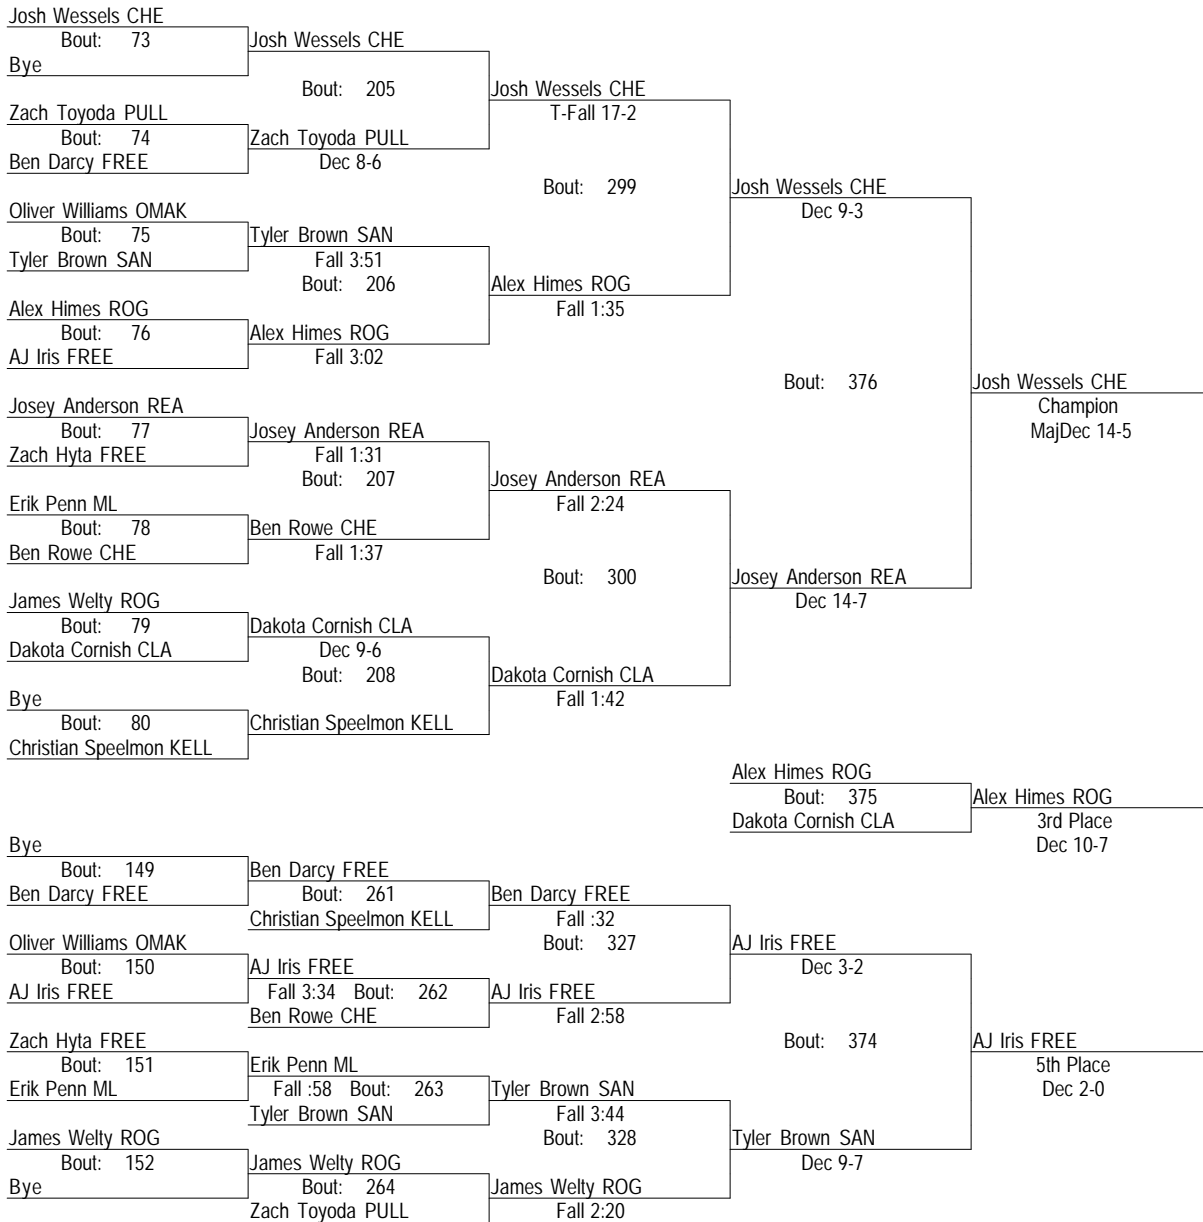 Josh Wessels CHE
Bout: 73
Josh Wessels CHE
Bye
Bout: 205
Josh Wessels CHE
Zach Toyoda PULL
T-Fall 17-2
Bout: 74
Zach Toyoda PULL
Ben Darcy FREE
Dec 8-6
Bout: 299
Josh Wessels CHE
Oliver Williams OMAK
Dec 9-3
Bout: 75
Tyler Brown SAN
Tyler Brown SAN
Fall 3:51
Bout: 206
Alex Himes ROG
Alex Himes ROG
Fall 1:35
Bout: 76
Alex Himes ROG
AJ Iris FREE
Fall 3:02
Bout: 376
Josh Wessels CHE
Josey Anderson REA
Champion
Bout: 77
Josey Anderson REA
MajDec 14-5
Zach Hyta FREE
Fall 1:31
Bout: 207
Josey Anderson REA
Erik Penn ML
Fall 2:24
Bout: 78
Ben Rowe CHE
Ben Rowe CHE
Fall 1:37
Bout: 300
Josey Anderson REA
James Welty ROG
Dec 14-7
Bout: 79
Dakota Cornish CLA
Dakota Cornish CLA
Dec 9-6
Bout: 208
Dakota Cornish CLA
Bye
Fall 1:42
Bout: 80
Christian Speelmon KELL
Christian Speelmon KELL
Alex Himes ROG
Bout: 375
Alex Himes ROG
Dakota Cornish CLA
3rd Place
Dec 10-7
Bye
Bout: 149
Ben Darcy FREE
Ben Darcy FREE
Bout: 261
Ben Darcy FREE
Christian Speelmon KELL
Fall :32
Oliver Williams OMAK
Bout: 327
AJ Iris FREE
Bout: 150
AJ Iris FREE
Dec 3-2
AJ Iris FREE
Fall 3:34 Bout: 262
AJ Iris FREE
Ben Rowe CHE
Fall 2:58
Zach Hyta FREE
Bout: 374
AJ Iris FREE
Bout: 151
Erik Penn ML
5th Place
Erik Penn ML
Fall :58 Bout: 263
Tyler Brown SAN
Dec 2-0
Tyler Brown SAN
Fall 3:44
James Welty ROG
Bout: 328
Tyler Brown SAN
Bout: 152
James Welty ROG
Dec 9-7
Bye
Bout: 264
James Welty ROG
Zach Toyoda PULL
Fall 2:20